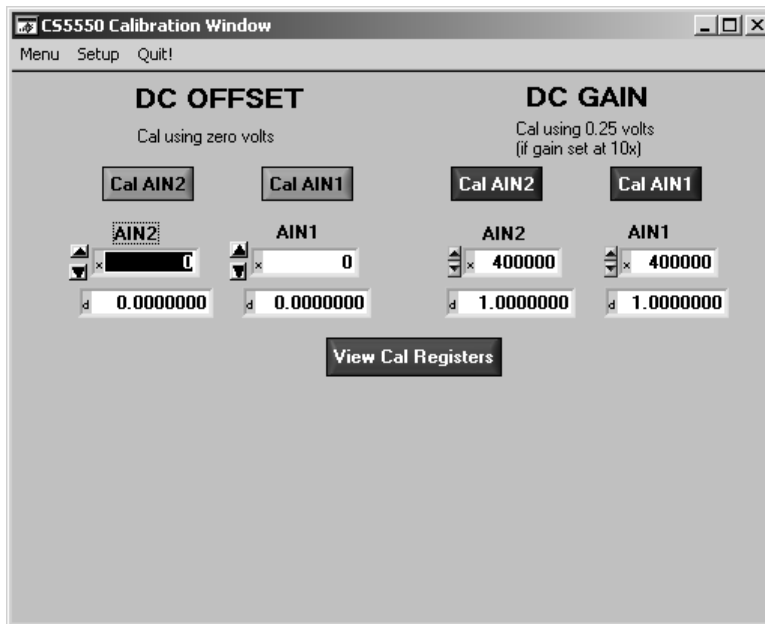 CS5550 Calibration Window
Menu Setup Quit!
DC OFFSET
Cal using zero volts
Cal AIN2 Cal AIN1
AIN2 AIN1
x 0 x 0
d 0.0000000 d 0.0000000
DC GAIN
Cal using 0.25 volts
(if gain set at 10x)
Cal AIN2 Cal AIN1
AIN2 AIN1
x 400000 x 400000
d 1.0000000 d 1.0000000
View Cal Registers